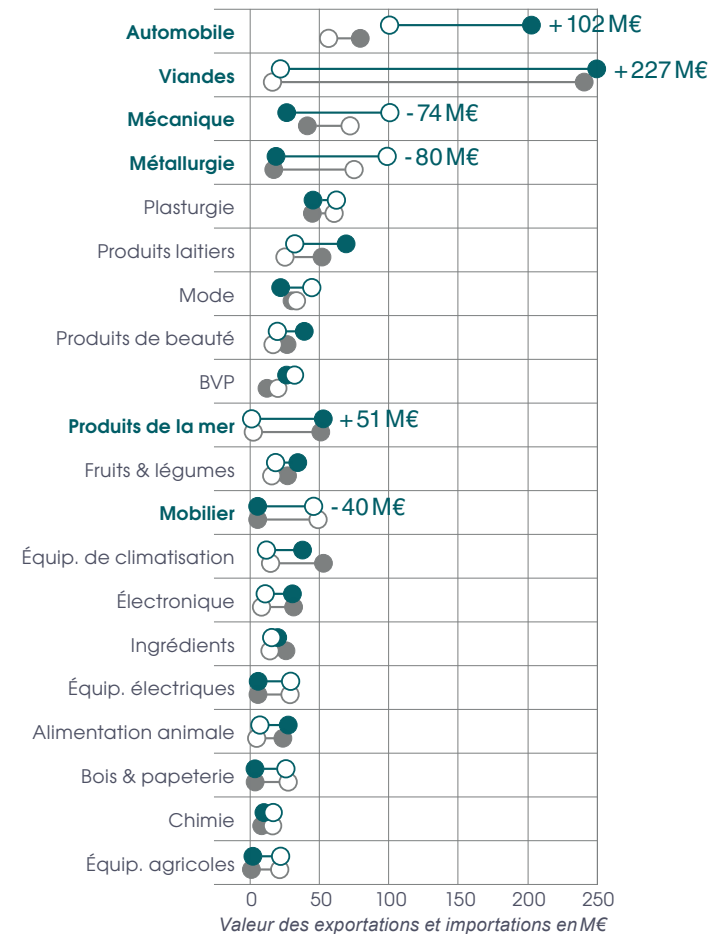 Automobile
+102 M€
Viandes
+227 M€
Mécanique
-74 M€
Métallurgie
-80 M€
Plasturgie
Produits laitiers
Mode
Produits de beauté
BVP
Produits de la mer
+51 M€
Fruits & légumes
Mobilier
-40 M€
Équip. de climatisation
Électronique
Ingrédients
Équip. électriques
Alimentation animale
Bois & papeterie
Chimie
Équip. agricoles
0 50 100 150 200 250
Valeur des exportations et importations en M€